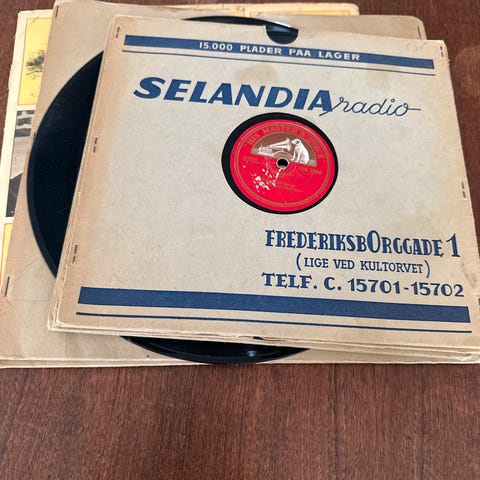 15.000 PLADER PAA LAGER
SELANDIA radio
HIS MASTER'S VOICE
FREDERIKSBORGGADE 1
(LIGE VED KULTORVET)
TELF. C. 15701-15702